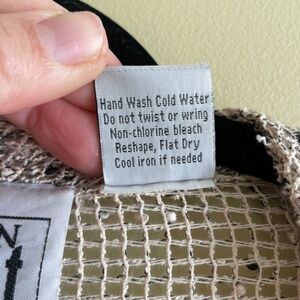 Hand Wash Cold Water
Do not twist or wring
Non-chlorine bleach
Reshape, Flat Dry
Cool iron if needed
N
t